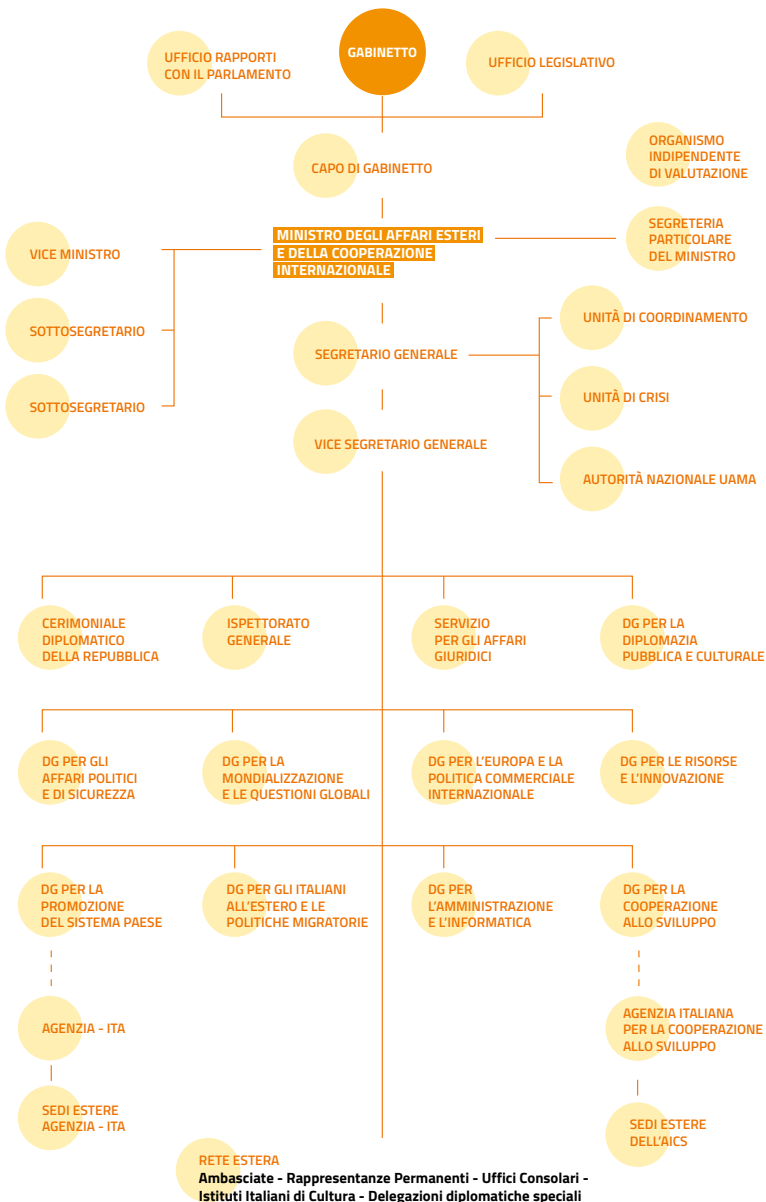 UFFICIO RAPPORTI
CON IL PARLAMENTO
GABINETTO
UFFICIO LEGISLATIVO
CAPO DI GABINETTO
ORGANISMO
INDIPENDENTE
DI VALUTAZIONE
MINISTRO DEGLI AFFARI ESTERI
E DELLA COOPERAZIONE
INTERNAZIONALE
SEGRETERIA
PARTICOLARE
DEL MINISTRO
VICE MINISTRO
SOTTOSEGRETARIO
SOTTOSEGRETARIO
SEGRETARIO GENERALE
VICE SEGRETARIO GENERALE
UNITÀ DI COORDINAMENTO
UNITÀ DI CRISI
AUTORITÀ NAZIONALE UAMA
CERIMONIALE
DIPLOMATICO
DELLA REPUBBLICA
ISPETTORATO
GENERALE
SERVIZIO
PER GLI AFFARI
GIURIDICI
DG PER LA
DIPLOMAZIA
PUBBLICA E CULTURALE
DG PER GLI
AFFARI POLITICI
E DI SICUREZZA
DG PER LA
MONDIALIZZAZIONE
E LE QUESTIONI GLOBALI
DG PER L'EUROPA E LA
POLITICA COMMERCIALE
INTERNAZIONALE
DG PER LE RISORSE
E L'INNOVAZIONE
DG PER LA
PROMOZIONE
DEL SISTEMA PAESE
DG PER GLI ITALIANI
ALL'ESTERO E LE
POLITICHE MIGRATORIE
DG PER
L'AMMINISTRAZIONE
E L'INFORMATICA
DG PER LA
COOPERAZIONE
ALLO SVILUPPO
AGENZIA - ITA
AGENZIA ITALIANA
PER LA COOPERAZIONE
ALLO SVILUPPO
SEDI ESTERE
AGENZIA - ITA
SEDI ESTERE
DELL'AICS
RETE ESTERA
Ambasciate - Rappresentanze Permanenti - Uffici Consolari -
Istituti Italiani di Cultura - Delegazioni diplomatiche speciali